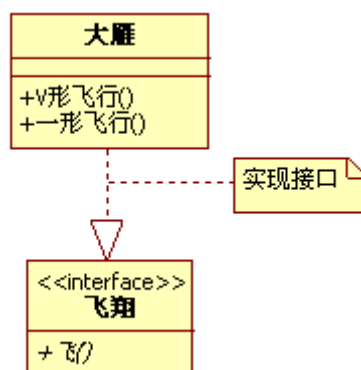 大雁
+V形飞行()
+一形飞行()
实现接口
<<interface>>
飞翔
+ 飞()